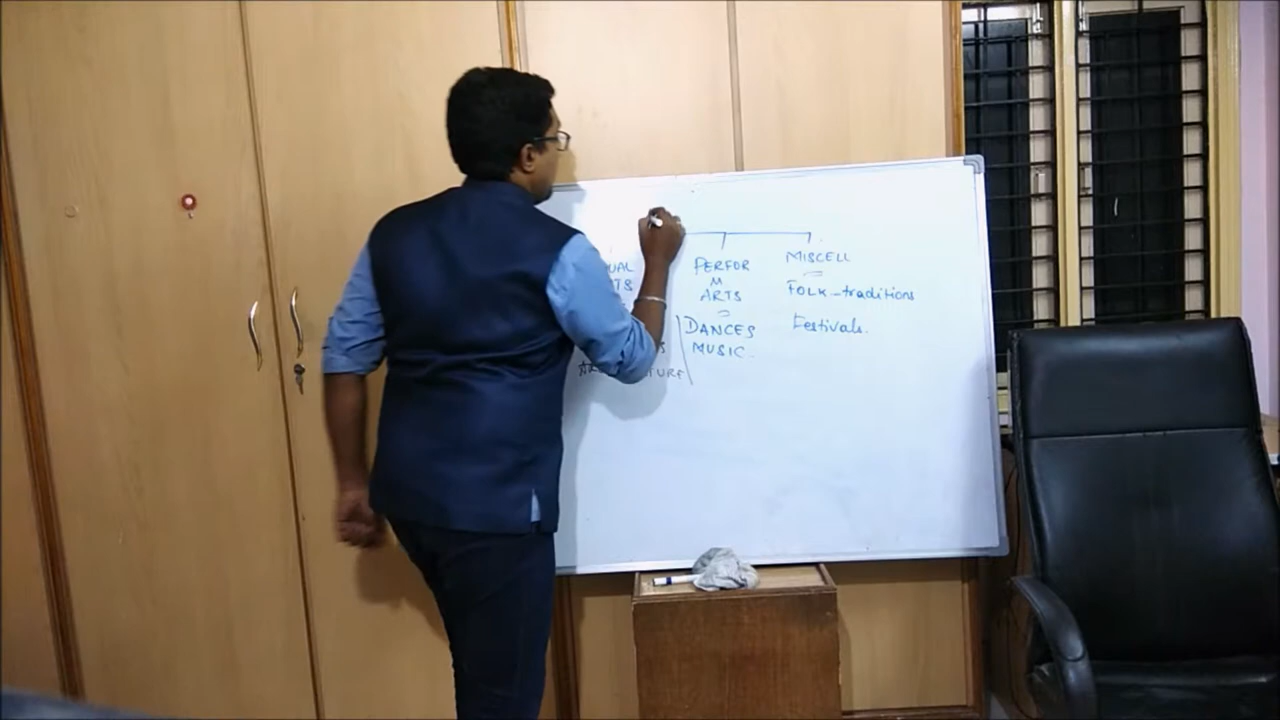 PERFOR
M
ARTS
DANCES
MUSIC.
MISCELL
FOLK-traditions
Festivals.